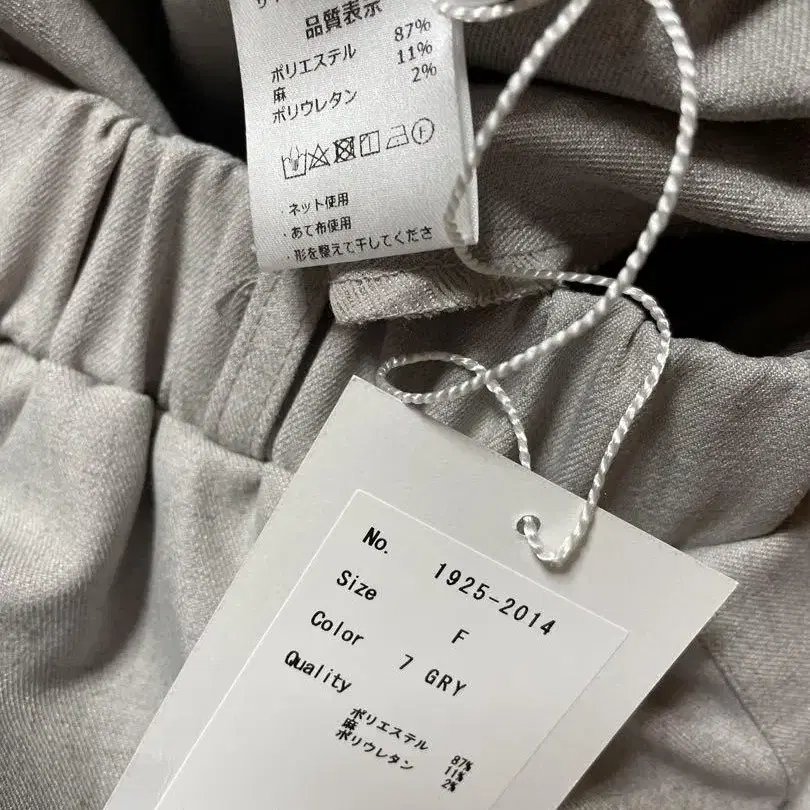 品質表示
ポリエステル 87%
麻 11%
ポリウレタン 2%
・ネット使用
・あて布使用
・形を整えて干してくださ
No. 1925-2014
Size F
Color 7 GRY
Quality
ポリエステル 87%
麻 11%
ポリウレタン 2%